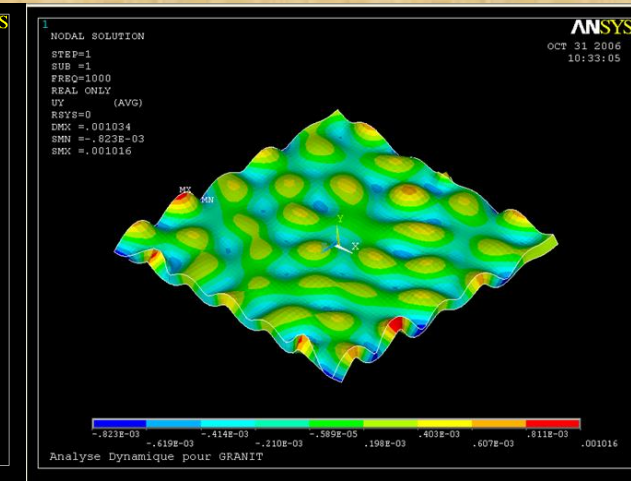 YS
1
ANSYS
NODAL SOLUTION
OCT 31 2006
10:33:05
STEP=1
SUB =1
FREQ=1000
REAL ONLY
UY (AVG)
RSYS=0
DMX =.001034
SMN =-.823E-03
SMX =.001016
MX
MN
Y
X
-.823E-03 -.414E-03 -.589E-05 .403E-03 .811E-03
-.619E-03 -.210E-03 .198E-03 .607E-03 .001016
Analyse Dynamique pour GRANIT